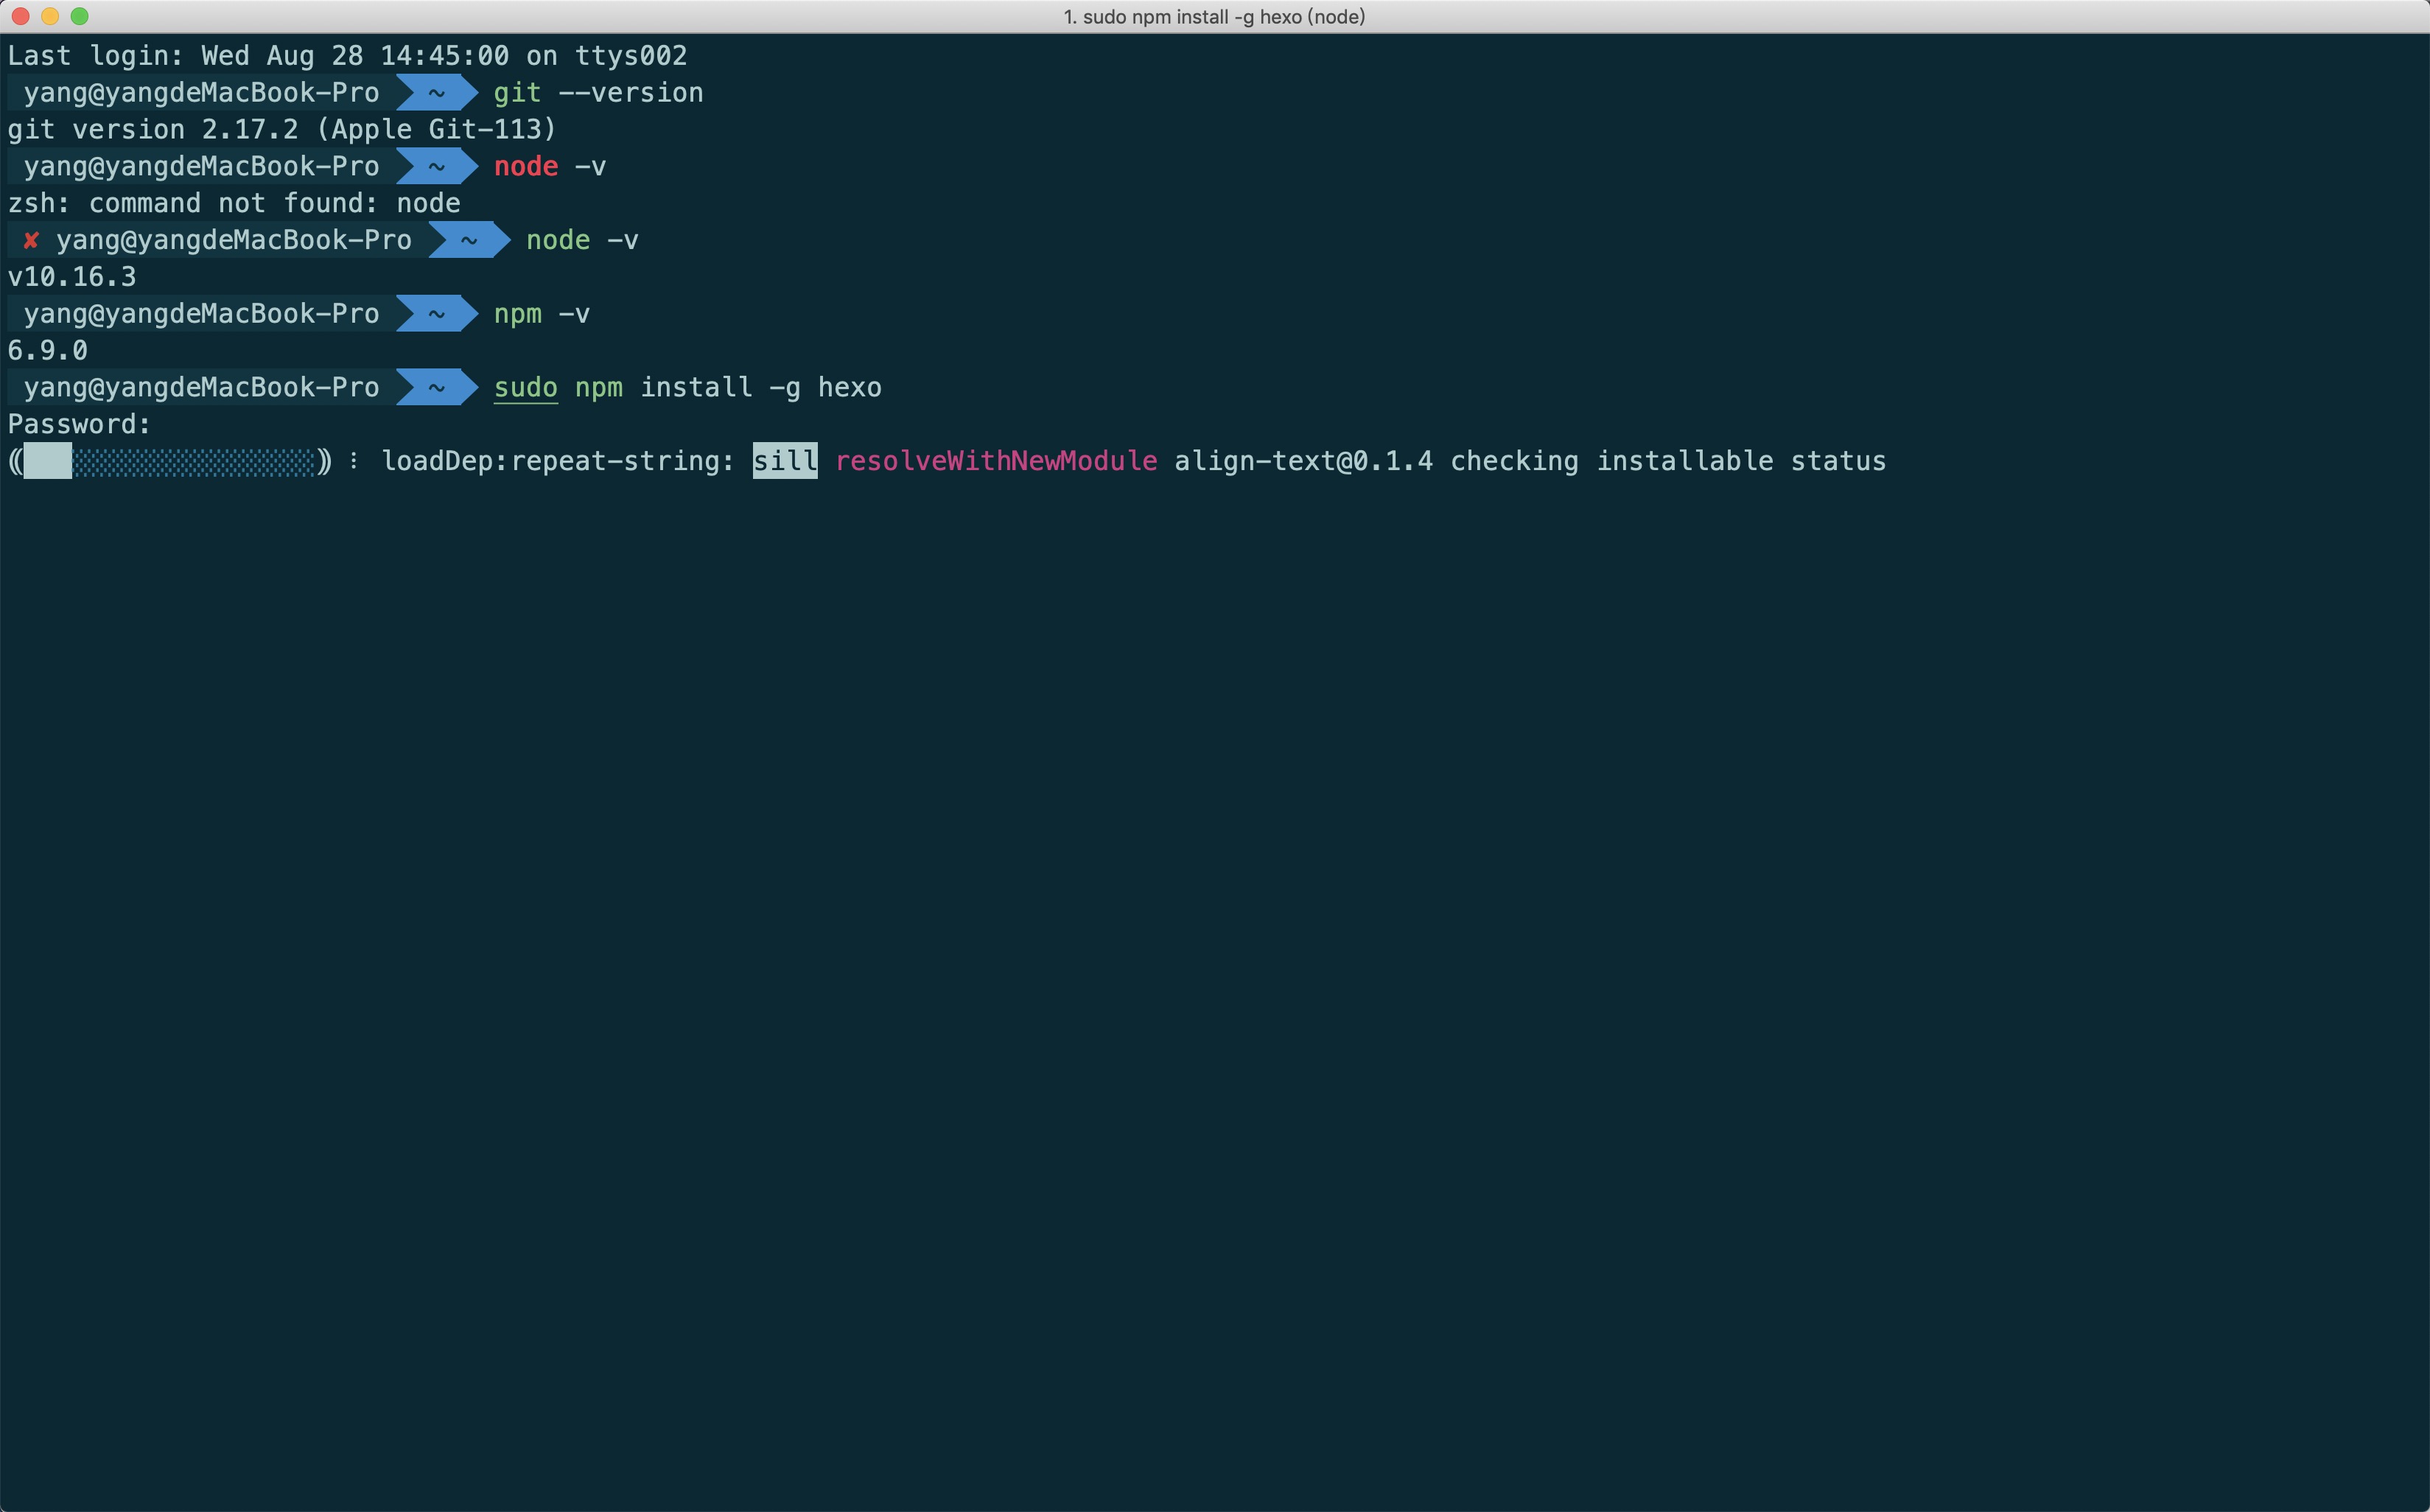 1. sudo npm install -g hexo (node)
Last login: Wed Aug 28 14:45:00 on ttys002
yang@yangdeMacBook-Pro ~ git --version
git version 2.17.2 (Apple Git-113)
yang@yangdeMacBook-Pro ~ node -v
zsh: command not found: node
✘ yang@yangdeMacBook-Pro ~ node -v
v10.16.3
yang@yangdeMacBook-Pro ~ npm -v
6.9.0
yang@yangdeMacBook-Pro ~ sudo npm install -g hexo
Password:
⸨███░░░░░░░░░░░░░░░⸩ ⠸ loadDep:repeat-string: sill resolveWithNewModule align-text@0.1.4 checking installable status